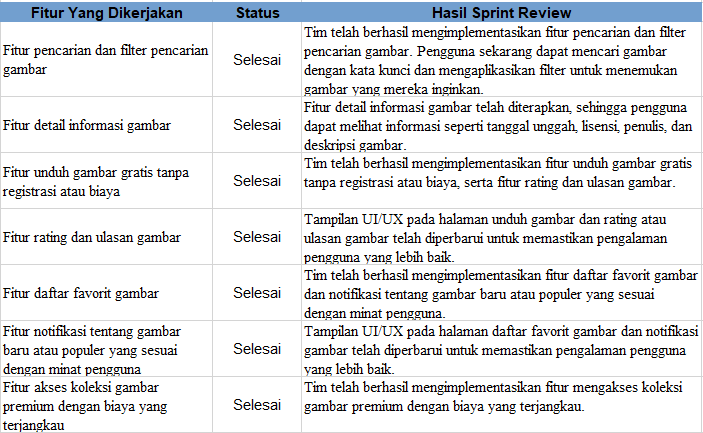 Fitur Yang Dikerjakan Status Hasil Sprint Review
Fitur pencarian dan filter pencarian
gambar
Selesai
Tim telah berhasil mengimplementasikan fitur pencarian dan filter
pencarian gambar. Pengguna sekarang dapat mencari gambar
dengan kata kunci dan mengaplikasikan filter untuk menemukan
gambar yang mereka inginkan.
Fitur detail informasi gambar
Selesai
Fitur detail informasi gambar telah diterapkan, sehingga pengguna
dapat melihat informasi seperti tanggal unggah, lisensi, penulis, dan
deskripsi gambar.
Fitur unduh gambar gratis tanpa
registrasi atau biaya
Selesai
Tim telah berhasil mengimplementasikan fitur unduh gambar gratis
tanpa registrasi atau biaya, serta fitur rating dan ulasan gambar.
Fitur rating dan ulasan gambar
Selesai
Tampilan UI/UX pada halaman unduh gambar dan rating atau
ulasan gambar telah diperbarui untuk memastikan pengalaman
pengguna yang lebih baik.
Fitur daftar favorit gambar
Selesai
Tim telah berhasil mengimplementasikan fitur daftar favorit gambar
dan notifikasi tentang gambar baru atau populer yang sesuai
dengan minat pengguna.
Fitur notifikasi tentang gambar
baru atau populer yang sesuai
dengan minat pengguna
Selesai
Tampilan UI/UX pada halaman daftar favorit gambar dan notifikasi
gambar telah diperbarui untuk memastikan pengalaman pengguna
yang lebih baik.
Fitur akses koleksi gambar
premium dengan biaya yang
terjangkau
Selesai
Tim telah berhasil mengimplementasikan fitur mengakses koleksi
gambar premium dengan biaya yang terjangkau.